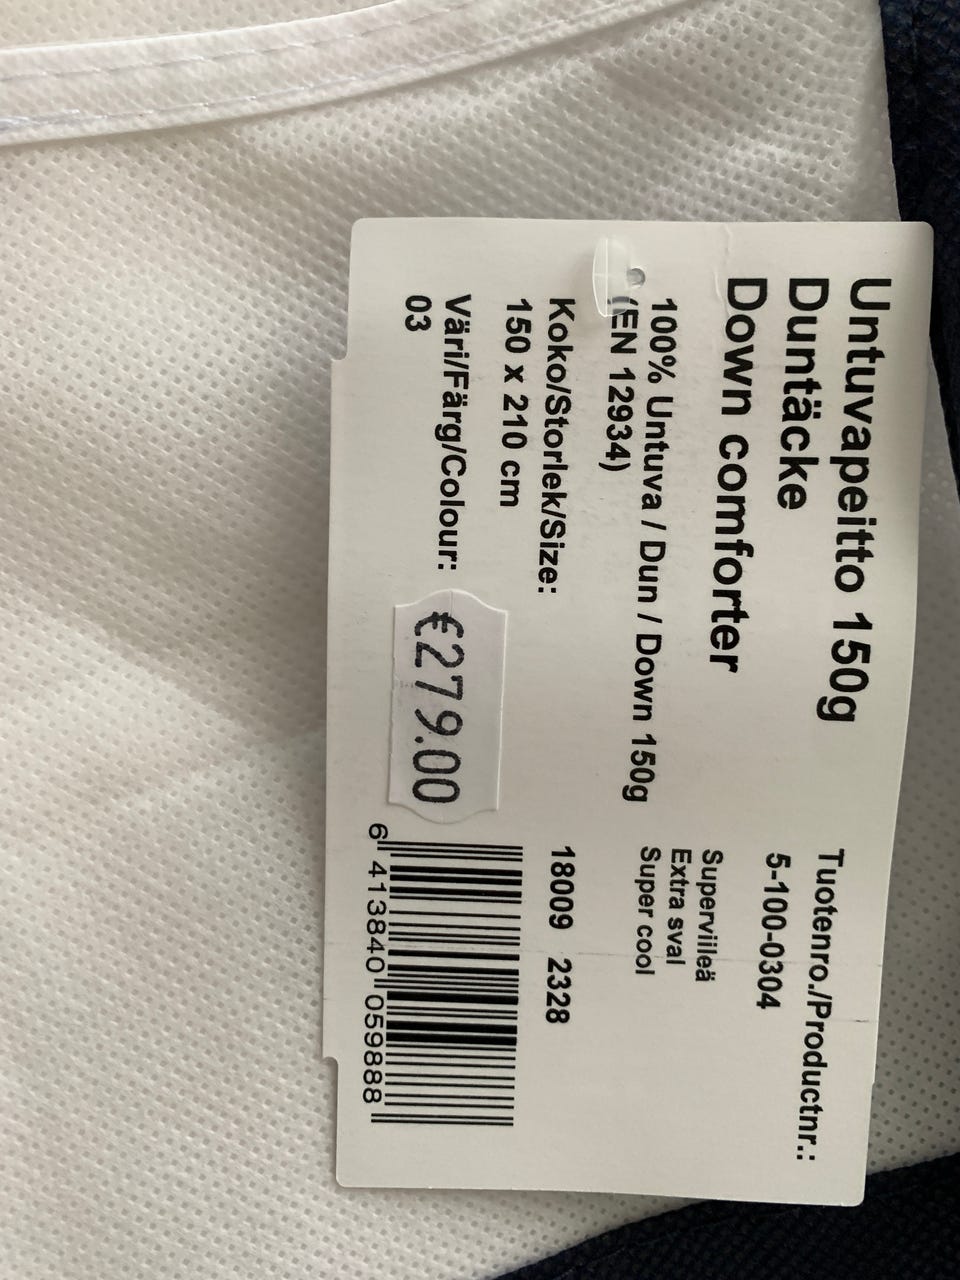 Untuvapeitto 150g
Duntäcke
Down comforter
100% Untuva / Dun / Down 150g
(EN 12934)
Koko/Storlek/Size:
150 x 210 cm
Väri/Färg/Colour:
03
€279.00
Tuotenro./Productnr.:
5-100-0304
Superviileä
Extra sval
Super cool
18009 2328
6 413840 059888